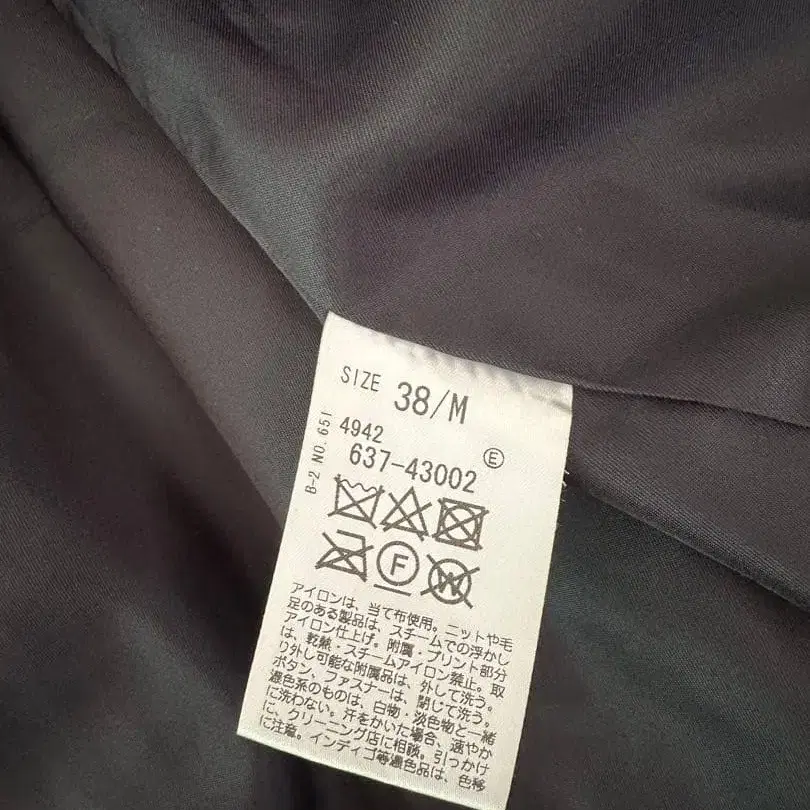 SIZE 38/M
B-2 NO.651
4942
637-43002
E
F
W
アイロンは、当て布使用。ニットや毛
足のある製品は、スチームでの浮かし
アイロン仕上げ。附属・プリント部分
は、乾熱・スチームアイロン禁止。取
り外し可能な附属品は、外して洗う。
ボタン、ファスナーは、閉じて洗う。
濃色系のものは、白物・淡色物と一緒
に洗わない。汗をかいた場合、速やか
に、クリーニング店に相談。引っかけ
に注意。インディゴ等濃色品は、色移